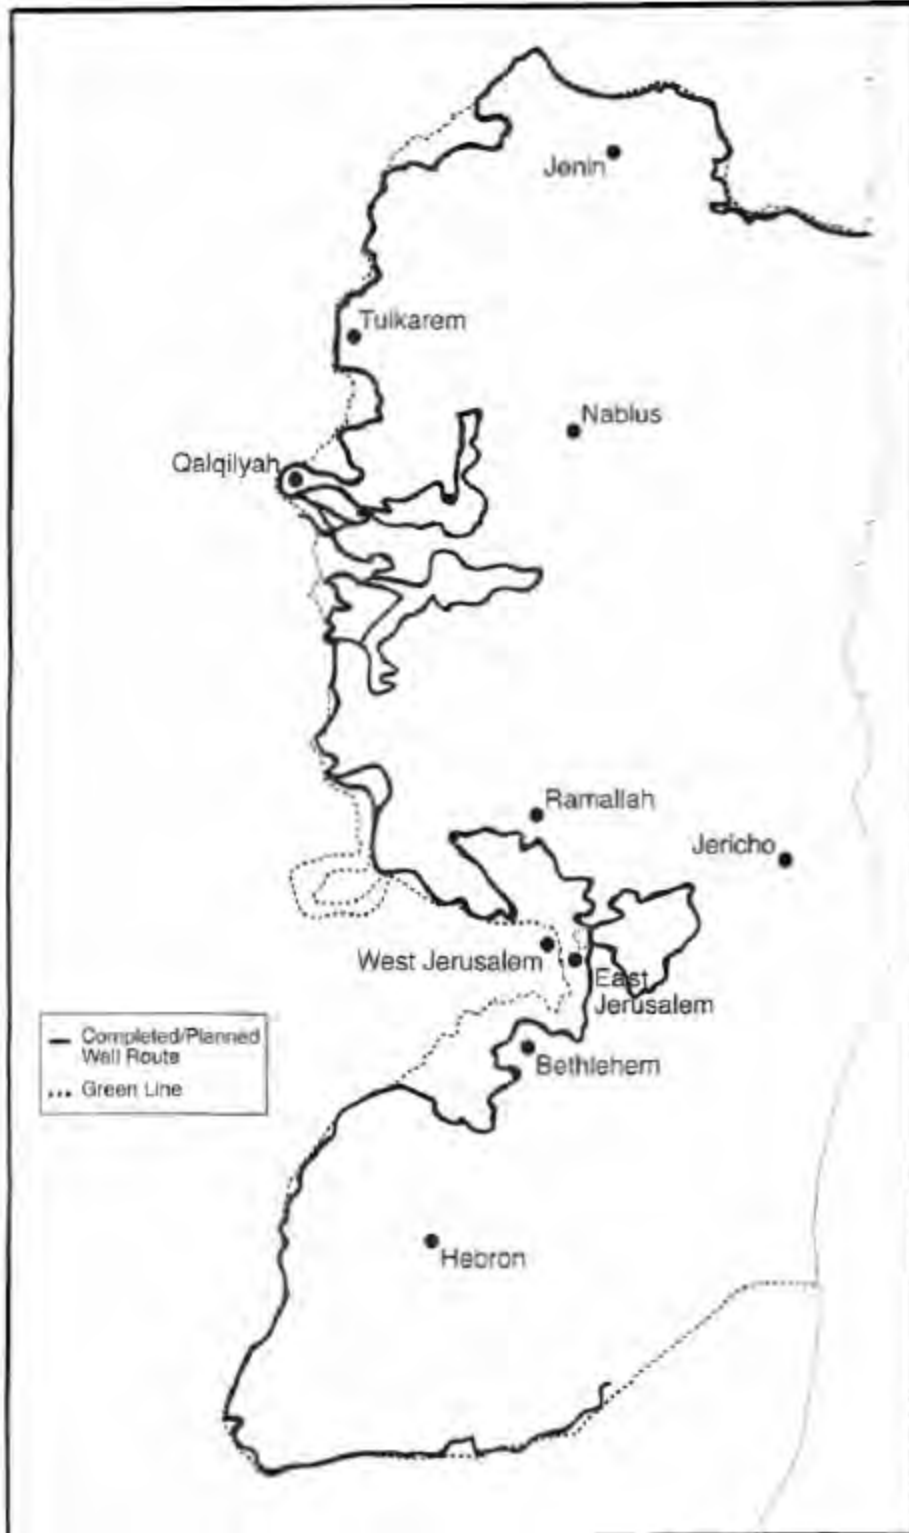 Jenin
Tulkarem
Nablus
Qalqilyah
Ramallah
Jericho
West Jerusalem
East
Jerusalem
Completed/Planned
Wall Route
Green Line
Bethlehem
Hebron